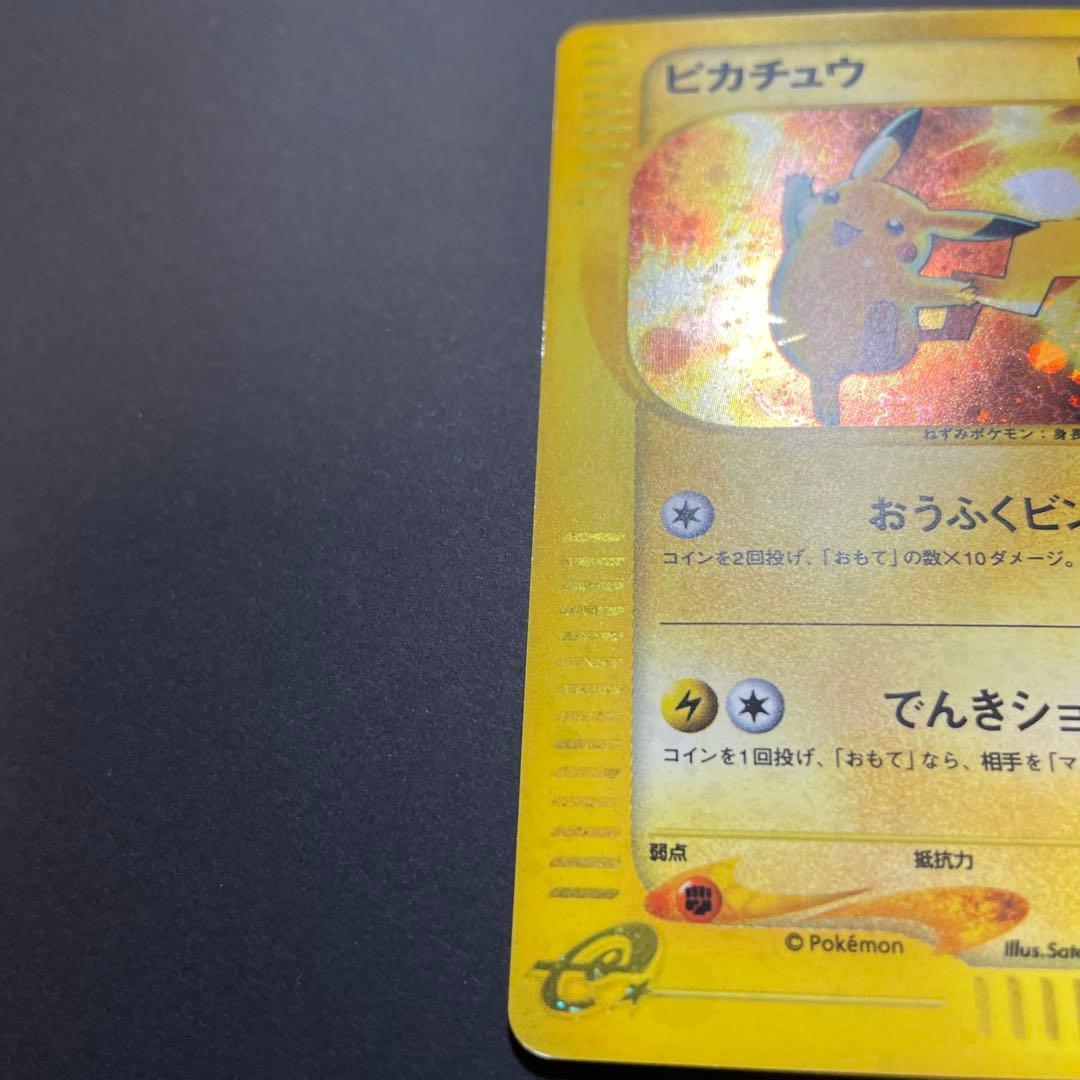 ピカチュウ
ねずみポケモン：身長
おうふくビン
コインを2回投げ、「おもて」の数×10ダメージ。
でんきショ
コインを1回投げ、「おもて」なら、相手を「マ
弱点
抵抗力
© Pokémon
Illus. Sato
e